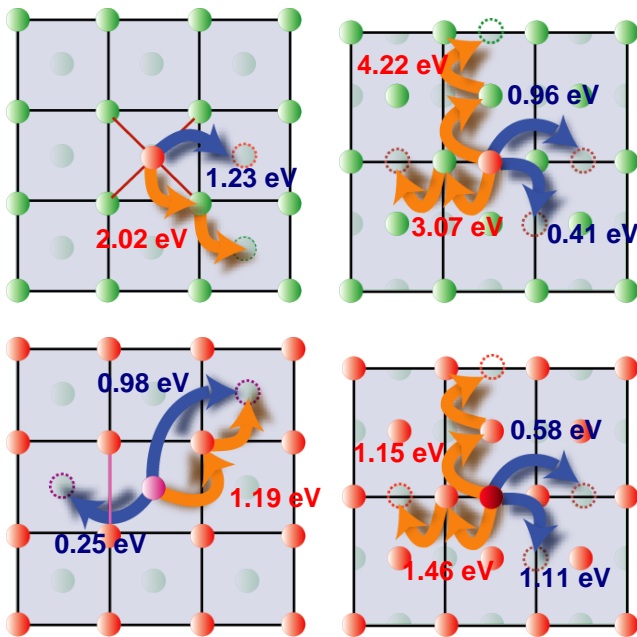 1.23 eV
2.02 eV
4.22 eV
0.96 eV
3.07 eV
0.41 eV
0.98 eV
1.19 eV
0.25 eV
0.58 eV
1.15 eV
1.46 eV
1.11 eV